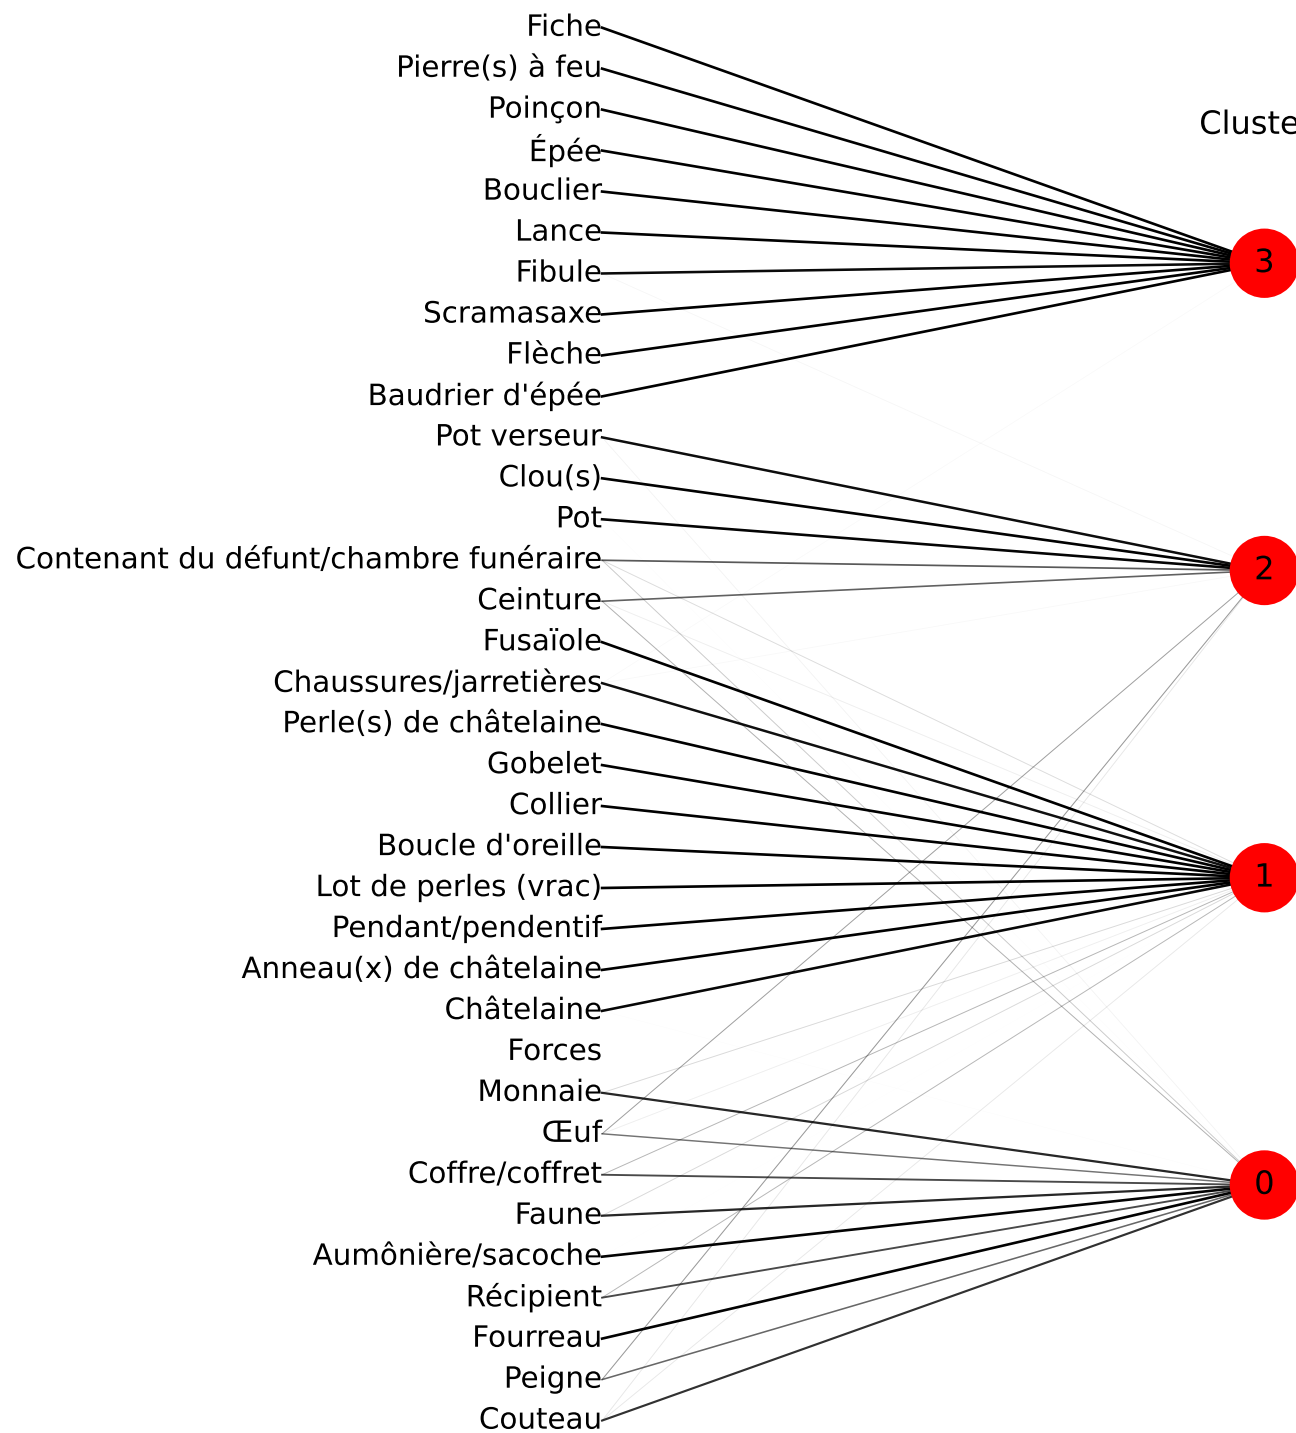 Fiche
Pierre(s) à feu
Poinçon
Cluste
Épée
Bouclier
Lance
3
Fibule
Scramasaxe
Flèche
Baudrier d'épée
Pot verseur
Clou(s)
Pot
Contenant du défunt/chambre funéraire
2
Ceinture
Fusaïole
Chaussures/jarretières
Perle(s) de châtelaine
Gobelet
Collier
Boucle d'oreille
1
Lot de perles (vrac)
Pendant/pendentif
Anneau(x) de châtelaine
Châtelaine
Forces
Monnaie
Œuf
Coffre/coffret
0
Faune
Aumônière/sacoche
Récipient
Fourreau
Peigne
Couteau